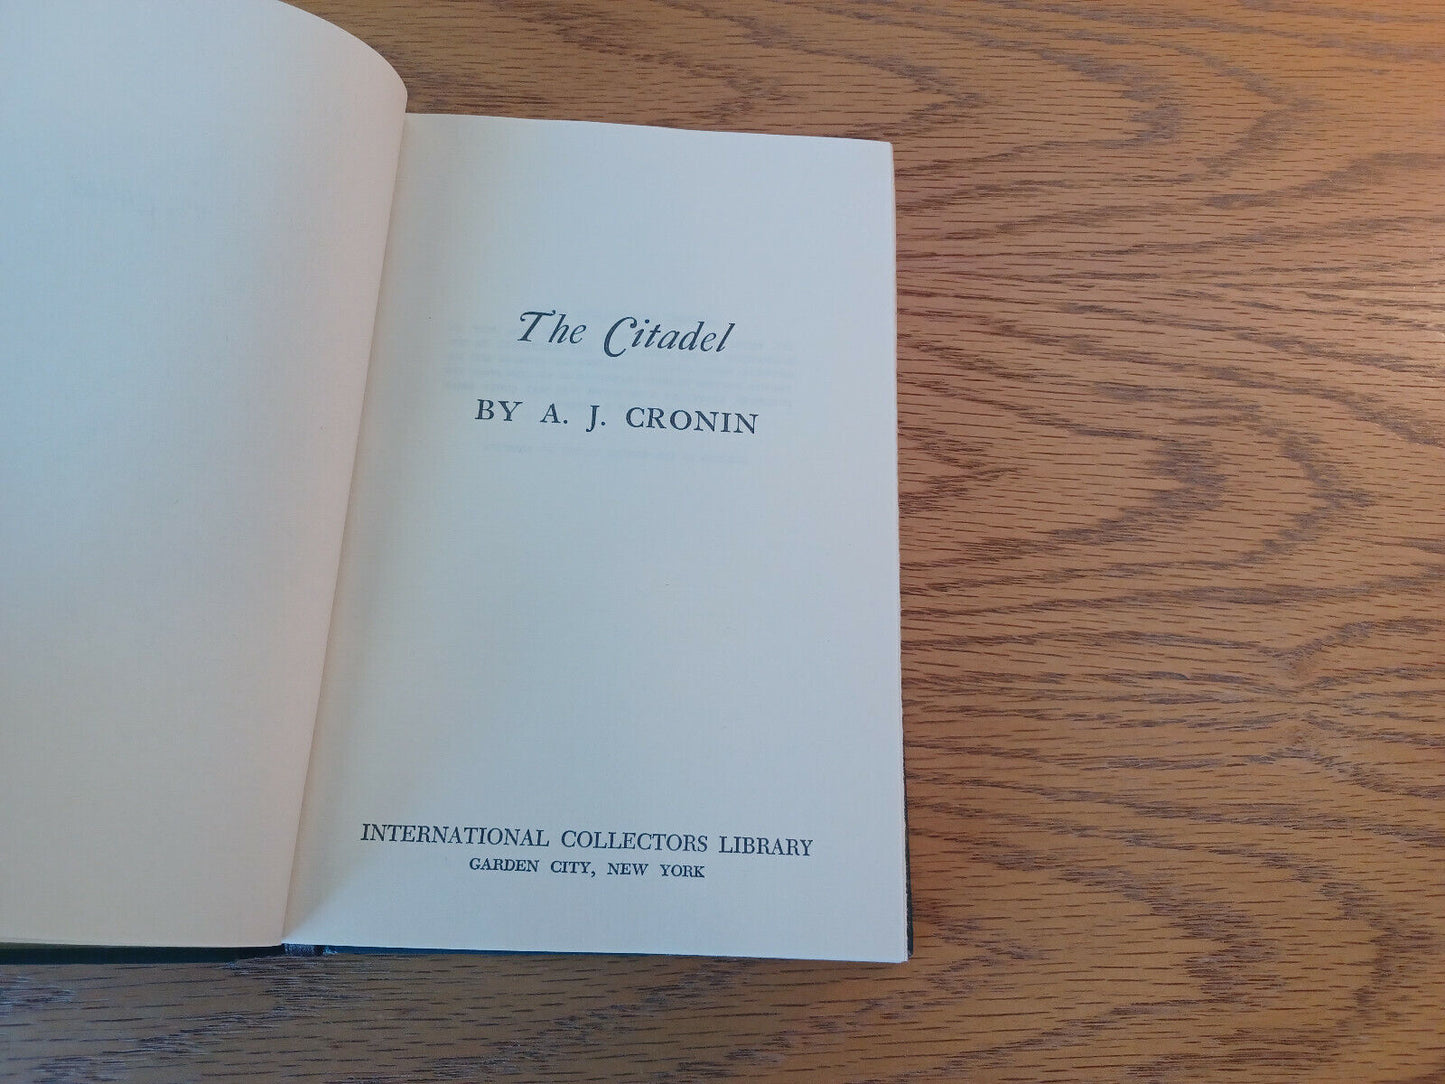 The Citadel
BY A. J. CRONIN
INTERNATIONAL COLLECTORS LIBRARY
GARDEN CITY, NEW YORK